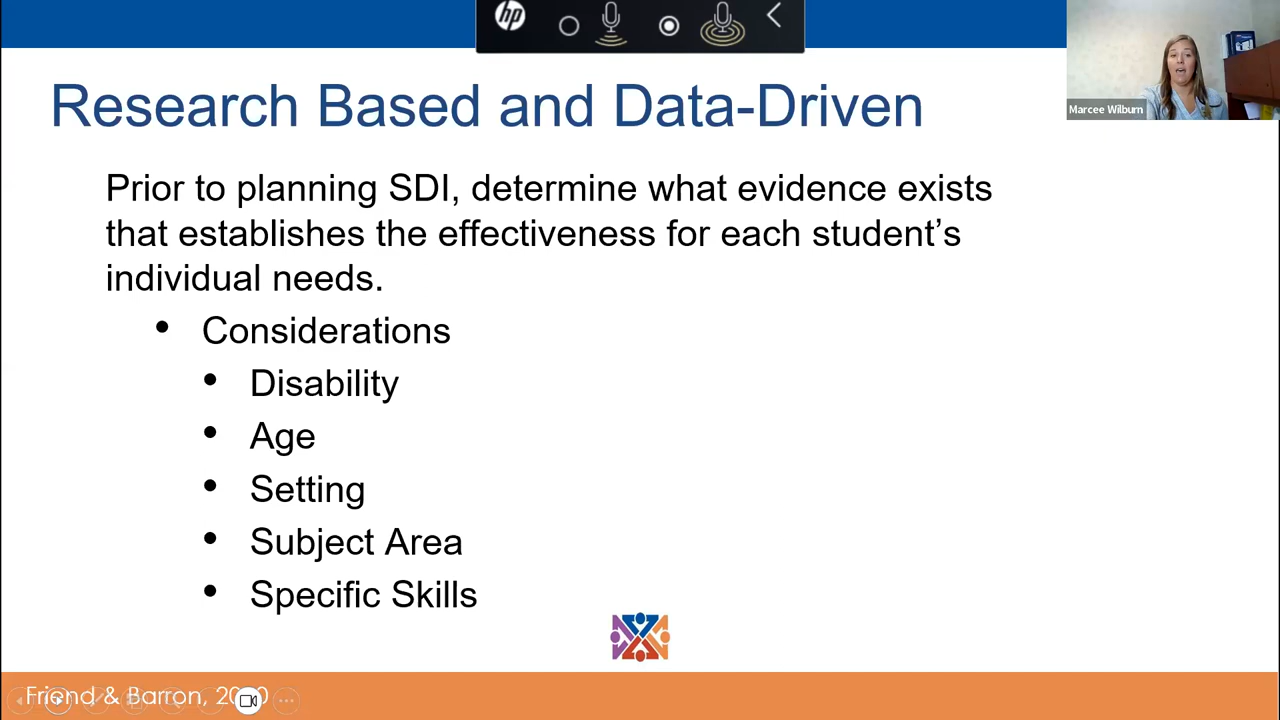 hp
Research Based and Data-Driven
Marcee Wilburn
Prior to planning SDI, determine what evidence exists
that establishes the effectiveness for each student’s
individual needs.
• Considerations
• Disability
• Age
• Setting
• Subject Area
• Specific Skills
Friend & Barron,